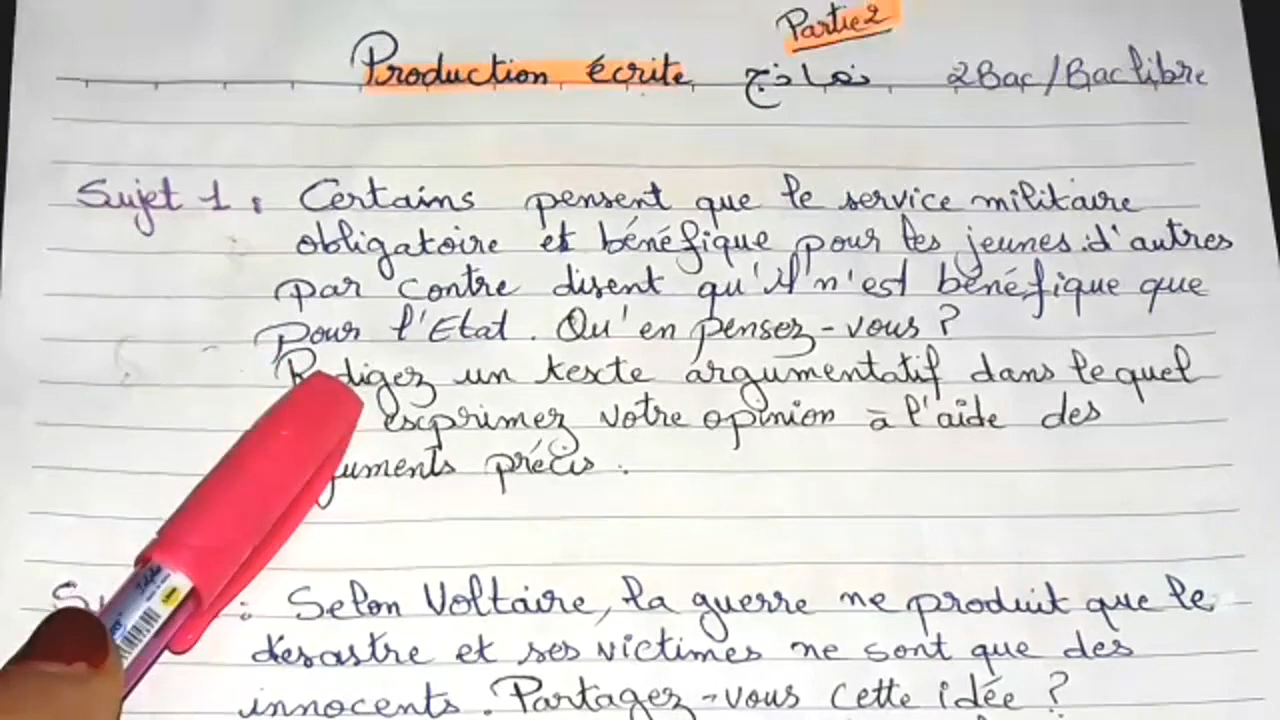 Partie 2
Production écrite نماذج 2Bac/Bac libre
Sujet 1 : Certains pensent que le service militaire
obligatoire et bénéfique pour les jeunes : d'autres
par contre disent qu'il n'est bénéfique que
pour l'Etat. Qu'en pensez-vous ?
Rédigez un texte argumentatif dans lequel
exprimez votre opinion à l'aide des
guments précis.
: Selon Voltaire, la guerre ne produit que le
désastre et ses victimes ne sont que des
innocents. Partagez-vous cette idée ?